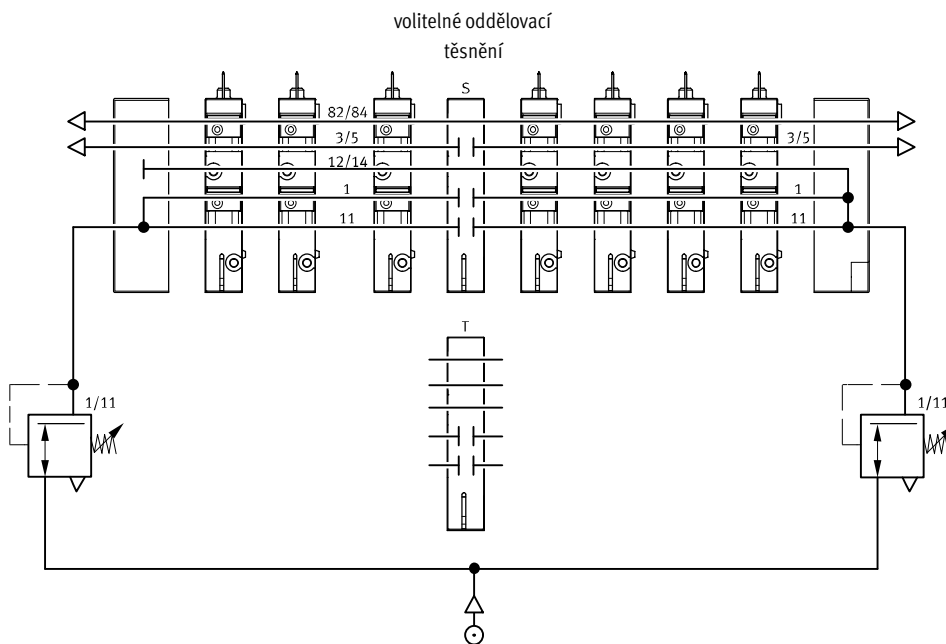 volitelné oddělovací
těsnění
S
82/84
3/5
3/5
12/14
1
1
11
11
T
1/11
1/11